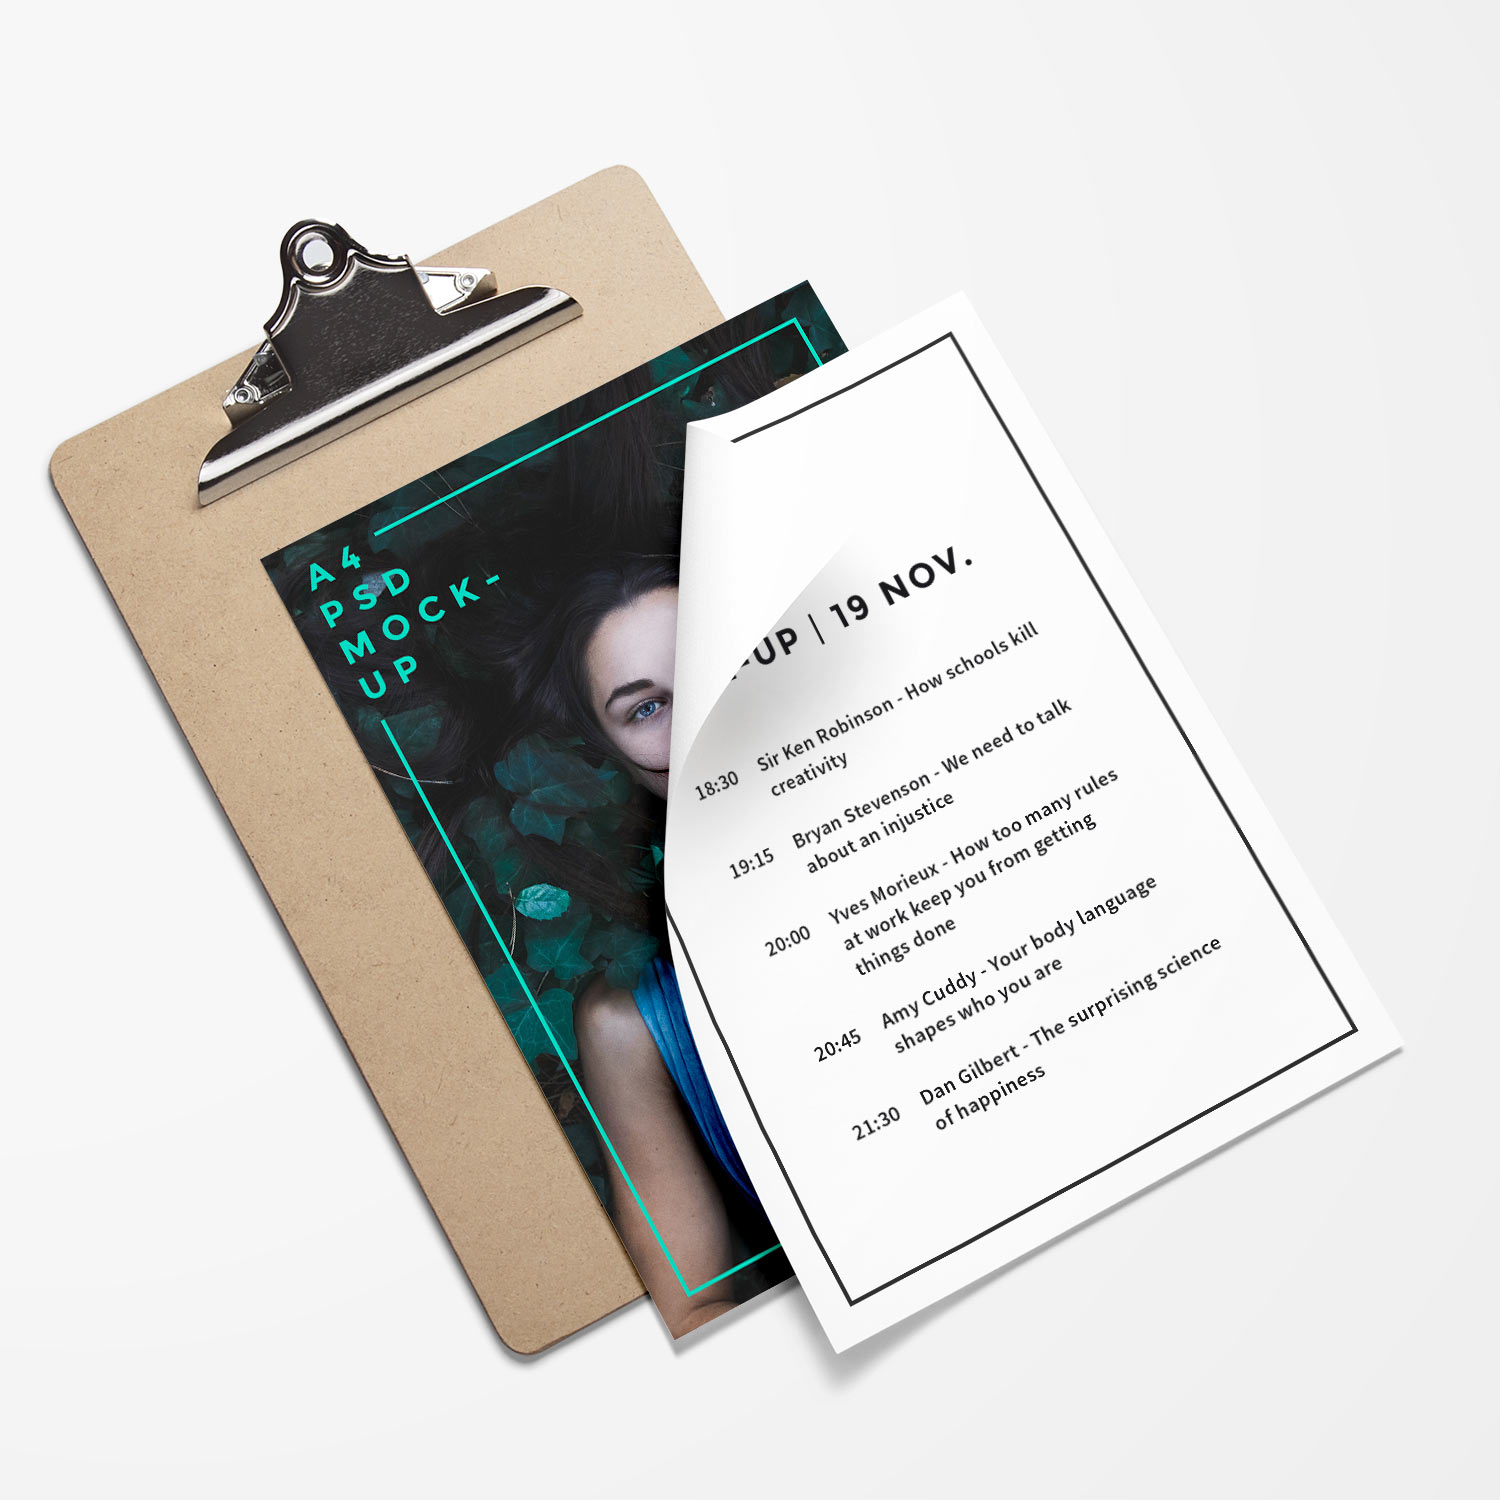 A4
PSD
MOCK-
UP
-UP | 19 NOV.
18:30 Sir Ken Robinson - How schools kill
creativity
19:15 Bryan Stevenson - We need to talk
about an injustice
20:00 Yves Morieux - How too many rules
at work keep you from getting
things done
20:45 Amy Cuddy - Your body language
shapes who you are
21:30 Dan Gilbert - The surprising science
of happiness